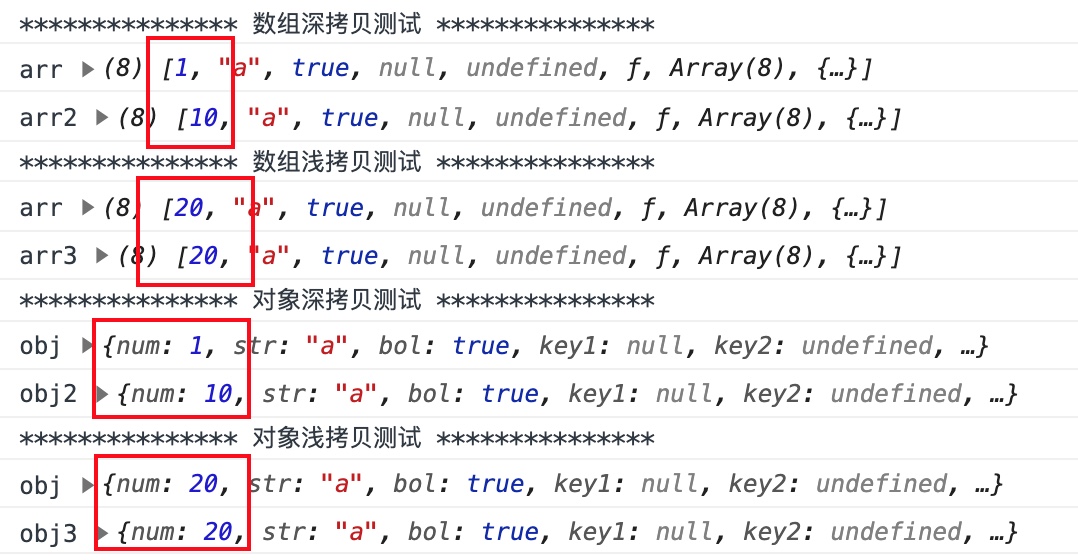 *************** 数组深拷贝测试 ***************
arr ▶(8) [1, "a", true, null, undefined, ƒ, Array(8), {…}]
arr2 ▶(8) [10, "a", true, null, undefined, ƒ, Array(8), {…}]
*************** 数组浅拷贝测试 ***************
arr ▶(8) [20, "a", true, null, undefined, ƒ, Array(8), {…}]
arr3 ▶(8) [20, "a", true, null, undefined, ƒ, Array(8), {…}]
*************** 对象深拷贝测试 ***************
obj ▶{num: 1, str: "a", bol: true, key1: null, key2: undefined, …}
obj2 ▶{num: 10, str: "a", bol: true, key1: null, key2: undefined, …}
*************** 对象浅拷贝测试 ***************
obj ▶{num: 20, str: "a", bol: true, key1: null, key2: undefined, …}
obj3 ▶{num: 20, str: "a", bol: true, key1: null, key2: undefined, …}